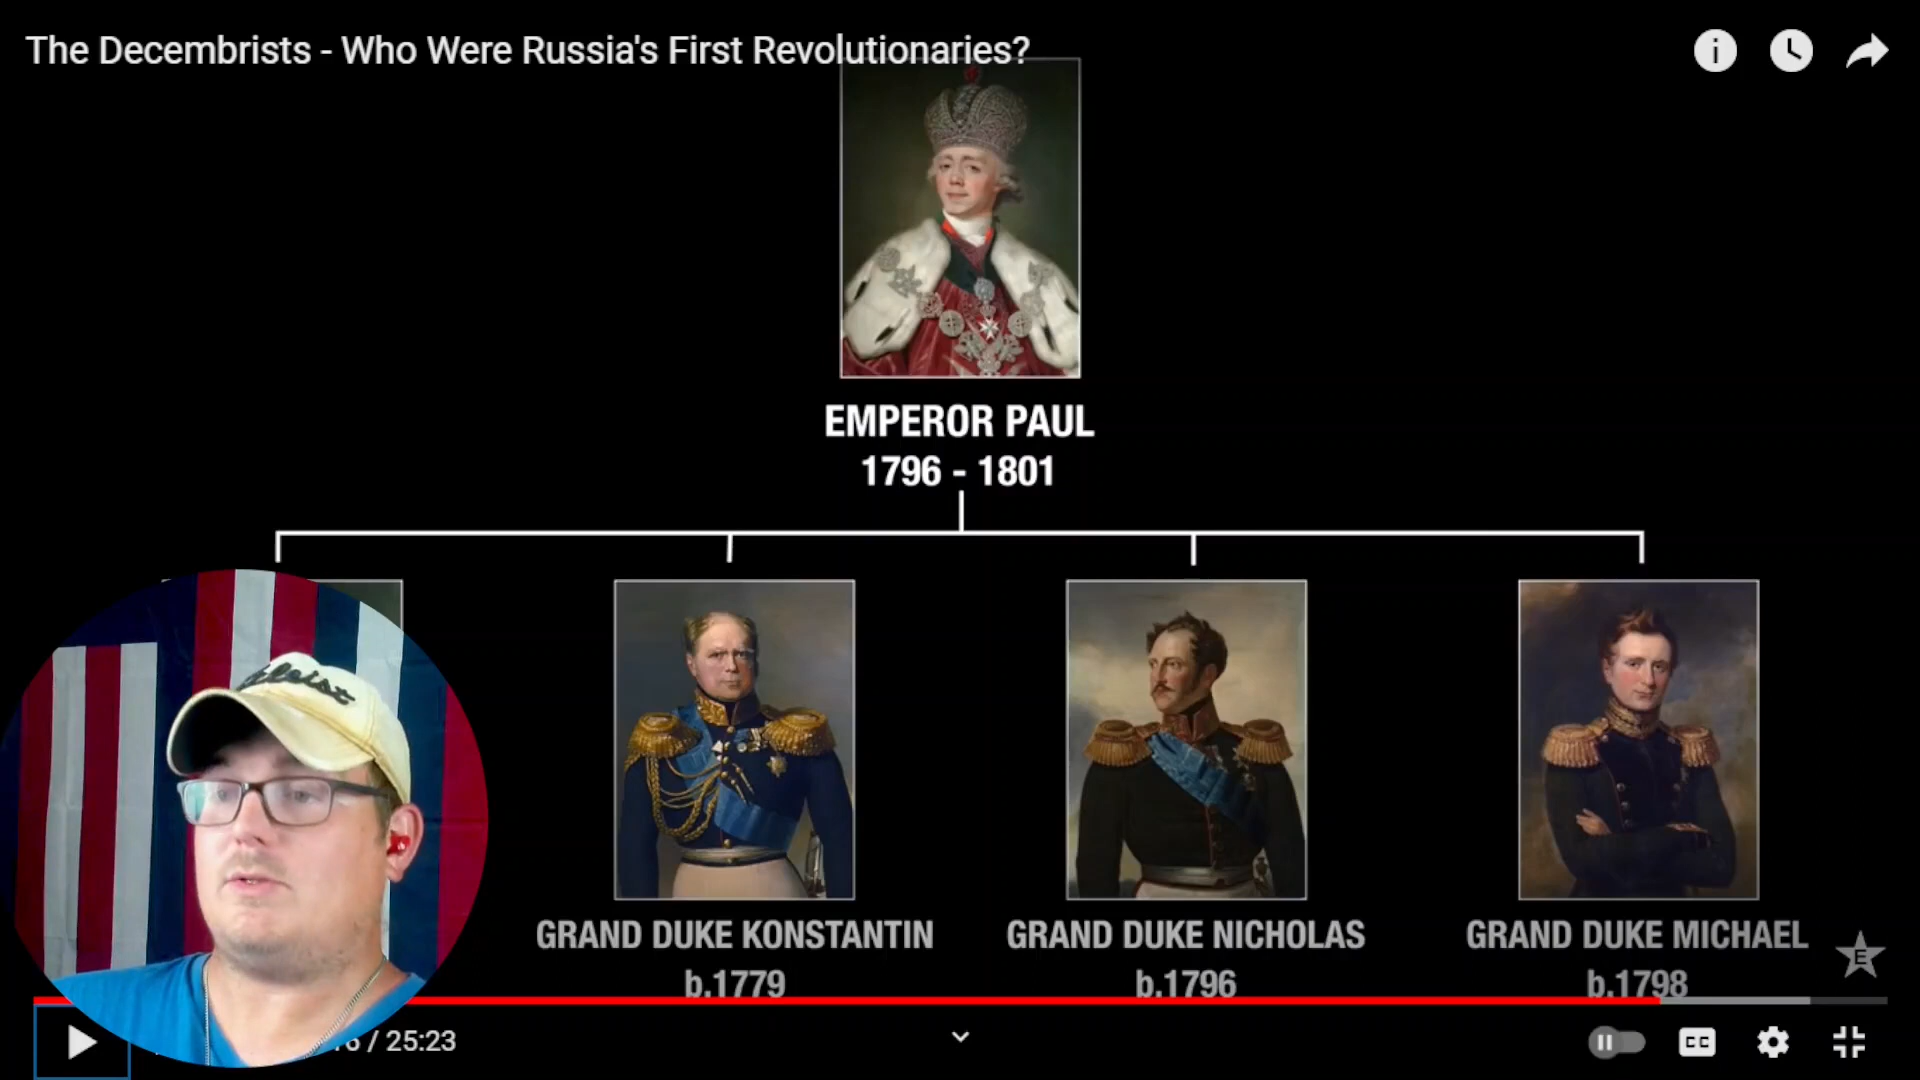 The Decembrists - Who Were Russia's First Revolutionaries?
EMPEROR PAUL
1796 - 1801
GRAND DUKE KONSTANTIN
b.1779
GRAND DUKE NICHOLAS
b.1796
GRAND DUKE MICHAEL
b.1798
E
/ 25:23
CC